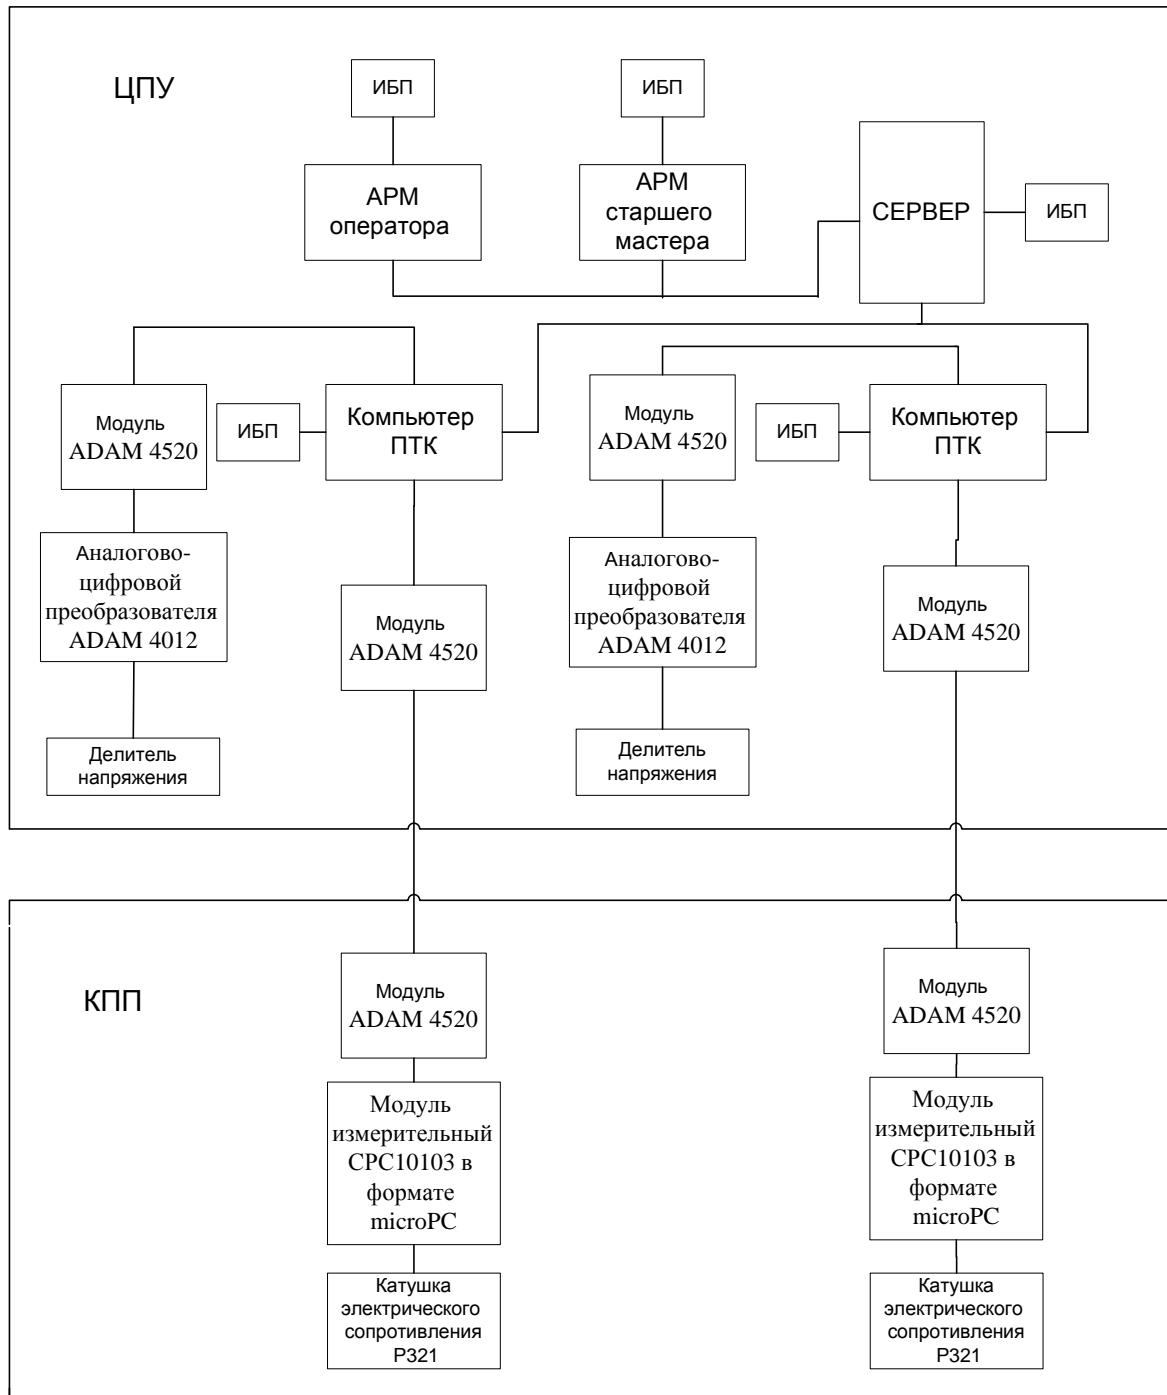 ЦПУ
ИБП
ИБП
АРМ
оператора
АРМ
старшего
мастера
СЕРВЕР
ИБП
Модуль
ADAM 4520
ИБП
Компьютер
ПТК
Модуль
ADAM 4520
ИБП
Компьютер
ПТК
Аналогово-
цифровой
преобразователя
ADAM 4012
Модуль
ADAM 4520
Аналогово-
цифровой
преобразователя
ADAM 4012
Модуль
ADAM 4520
Делитель
напряжения
Делитель
напряжения
КПП
Модуль
ADAM 4520
Модуль
ADAM 4520
Модуль
измерительный
CPC10103 в
формате
microPC
Модуль
измерительный
CPC10103 в
формате
microPC
Катушка
электрического
сопротивления
Р321
Катушка
электрического
сопротивления
Р321